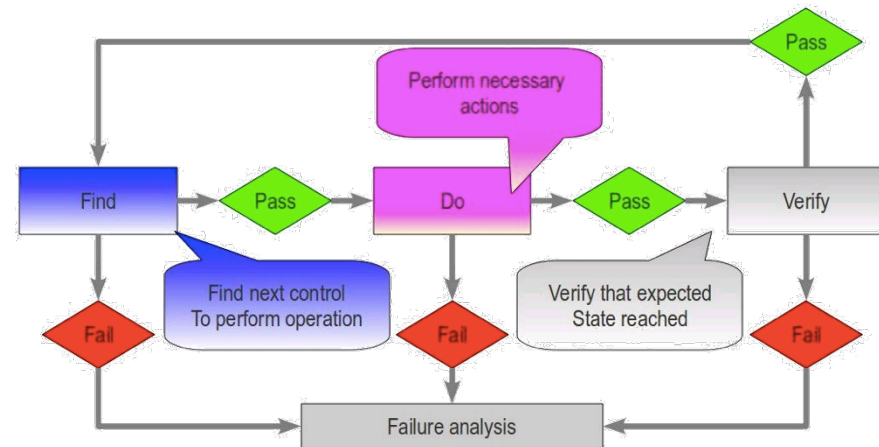 Pass
Perform necessary
actions
Find
Pass
Do
Pass
Verify
Find next control
To perform operation
Verify that expected
State reached
Fail
Fail
Fail
Failure analysis